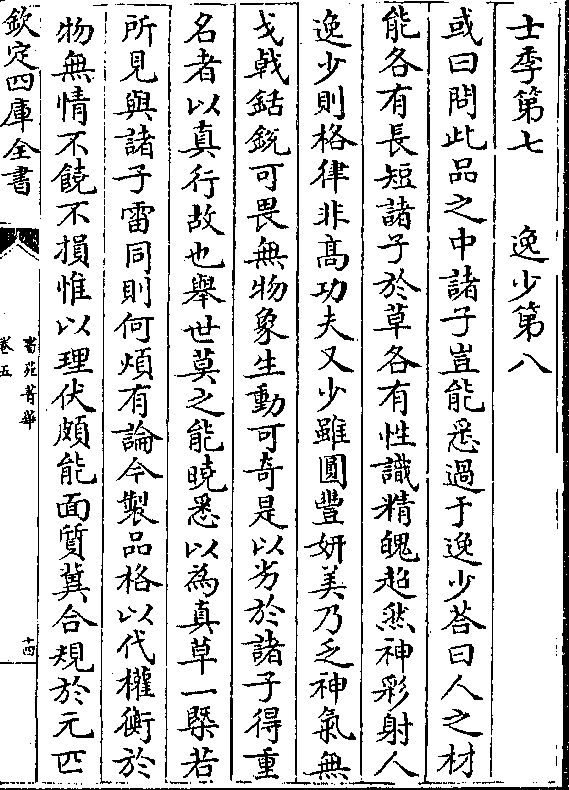 士季第七　逸少第八
或曰問此品之中諸子豈能悉過于逸少荅曰人之材
能各有長短諸子於草各有性識精魄超然神彩射人
逸少則格律非高功夫又少雖圓豐妍美乃乏神氣無
戈戟銛銳可畏無物象生動可奇是以劣於諸子得重
名者以真行故也舉世莫之能曉悉以為真草一槩若
所見與諸子雷同則何煩有論今製品格以代權衡於
物無情不饒不損惟以理伏頗能面質冀合規於元匹
欽定四庫全書
書苑菁華
卷五
十四